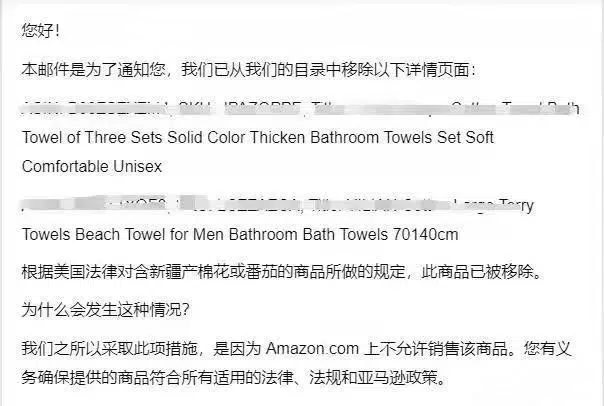 您好！
本邮件是为了通知您，我们已从我们的目录中移除以下详情页面：
Bath
Towel of Three Sets Solid Color Thicken Bathroom Towels Set Soft
Comfortable Unisex
Large Terry
Towels Beach Towel for Men Bathroom Bath Towels 70140cm
根据美国法律对含新疆产棉花或番茄的商品所做的规定，此商品已被移除。
为什么会发生这种情况？
我们之所以采取此项措施，是因为 Amazon.com 上不允许销售该商品。您有义
务确保提供的商品符合所有适用的法律、法规和亚马逊政策。